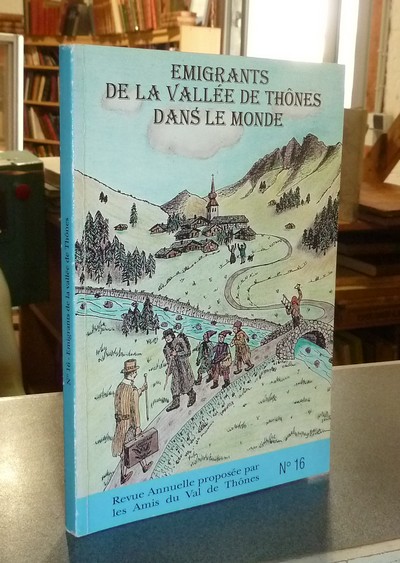 EMIGRANTS
DE LA VALLÉE DE THÔNES
DANS LE MONDE
N° 16 - Emigrants de la vallée de Thônes
Revue Annuelle proposée par
les Amis du Val de Thônes
N° 16